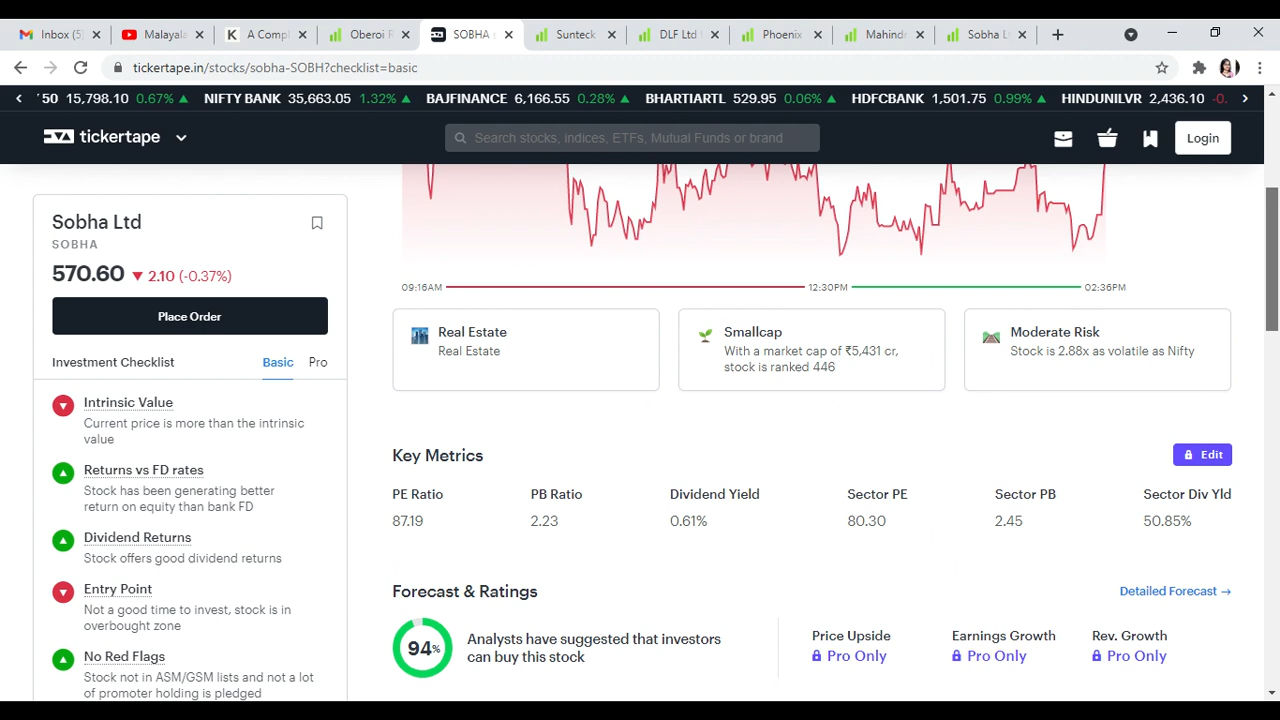 Inbox (5,
Malayala
A Compl
Oberoi R
SOBHA s
Sunteck
DLF Ltd
Phoenix
Mahind
Sobha L
tickertape.in/stocks/sobha-SOBH?checklist=basic
50 15,798.10 0.67% ▲ NIFTY BANK 35,663.05 1.32% ▲ BAJFINANCE 6,166.55 0.28% ▲ BHARTIARTL 529.95 0.06% ▲ HDFCBANK 1,501.75 0.99% ▲ HINDUNILVR 2,436.10 -0.
tickertape
Search stocks, indices, ETFs, Mutual Funds or brand
Login
Sobha Ltd
SOBHA
570.60 ▼ 2.10 (-0.37%)
Place Order
Investment Checklist Basic Pro
Intrinsic Value
Current price is more than the intrinsic
value
Returns vs FD rates
Stock has been generating better
return on equity than bank FD
Dividend Returns
Stock offers good dividend returns
Entry Point
Not a good time to invest, stock is in
overbought zone
No Red Flags
Stock not in ASM/GSM lists and not a lot
of promoter holding is pledged
09:16AM 12:30PM 02:36PM
Real Estate
Real Estate
Smallcap
With a market cap of ₹5,431 cr,
stock is ranked 446
Moderate Risk
Stock is 2.88x as volatile as Nifty
Key Metrics
Edit
PE Ratio PB Ratio Dividend Yield Sector PE Sector PB Sector Div Yld
87.19 2.23 0.61% 80.30 2.45 50.85%
Forecast & Ratings
Detailed Forecast →
94%
Analysts have suggested that investors
can buy this stock
Price Upside Earnings Growth Rev. Growth
Pro Only Pro Only Pro Only